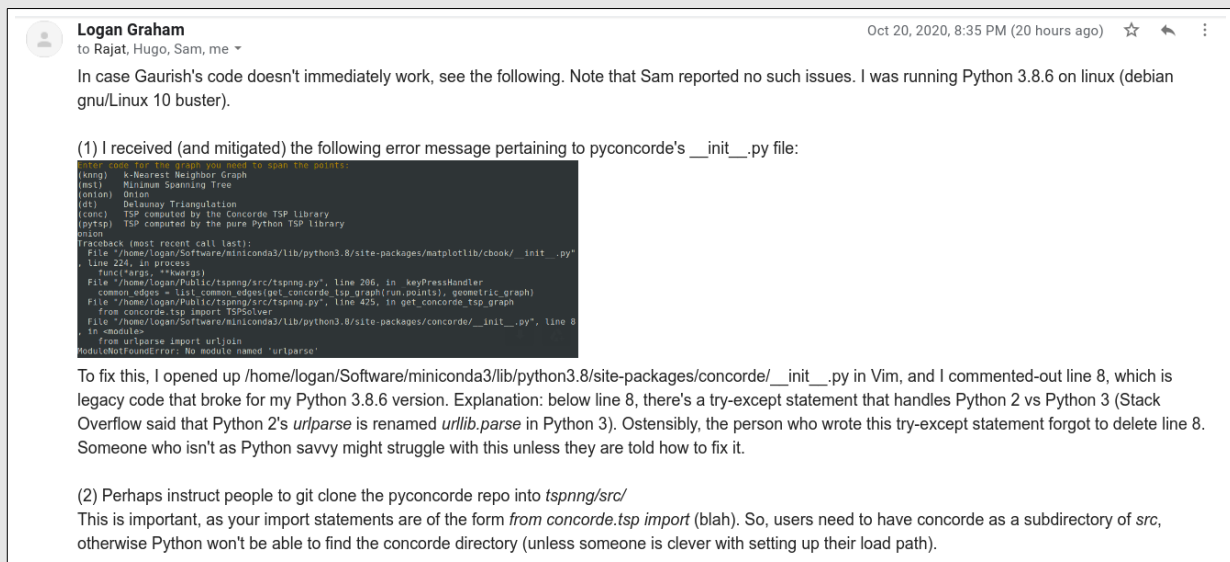 Logan Graham
Oct 20, 2020, 8:35 PM (20 hours ago)
to Rajat, Hugo, Sam, me
In case Gaurish's code doesn't immediately work, see the following. Note that Sam reported no such issues. I was running Python 3.8.6 on linux (debian
gnu/Linux 10 buster).
(1) I received (and mitigated) the following error message pertaining to pyconcorde's __init__.py file:
Enter code for the graph you need to span the points:
(knng) k-Nearest Neighbor Graph
(mst) Minimum Spanning Tree
(onion) Onion
(dt) Delaunay Triangulation
(conc) TSP computed by the Concorde TSP library
(pytsp) TSP computed by the pure Python TSP library
onion
Traceback (most recent call last):
File "/home/logan/Software/miniconda3/lib/python3.8/site-packages/matplotlib/cbook/__init__.py"
, line 224, in process
func(*args, **kwargs)
File "/home/logan/Public/tspnng/src/tspnng.py", line 206, in _keyPressHandler
common_edges = list_common_edges(get_concorde_tsp_graph(run.points), geometric_graph)
File "/home/logan/Public/tspnng/src/tspnng.py", line 425, in get_concorde_tsp_graph
from concorde.tsp import TSPSolver
File "/home/logan/Software/miniconda3/lib/python3.8/site-packages/concorde/__init__.py", line 8
, in <module>
from urlparse import urljoin
ModuleNotFoundError: No module named 'urlparse'
To fix this, I opened up /home/logan/Software/miniconda3/lib/python3.8/site-packages/concorde/__init__.py in Vim, and I commented-out line 8, which is
legacy code that broke for my Python 3.8.6 version. Explanation: below line 8, there's a try-except statement that handles Python 2 vs Python 3 (Stack
Overflow said that Python 2's urlparse is renamed urllib.parse in Python 3). Ostensibly, the person who wrote this try-except statement forgot to delete line 8.
Someone who isn't as Python savvy might struggle with this unless they are told how to fix it.
(2) Perhaps instruct people to git clone the pyconcorde repo into tspnng/src/
This is important, as your import statements are of the form from concorde.tsp import (blah). So, users need to have concorde as a subdirectory of src,
otherwise Python won't be able to find the concorde directory (unless someone is clever with setting up their load path).